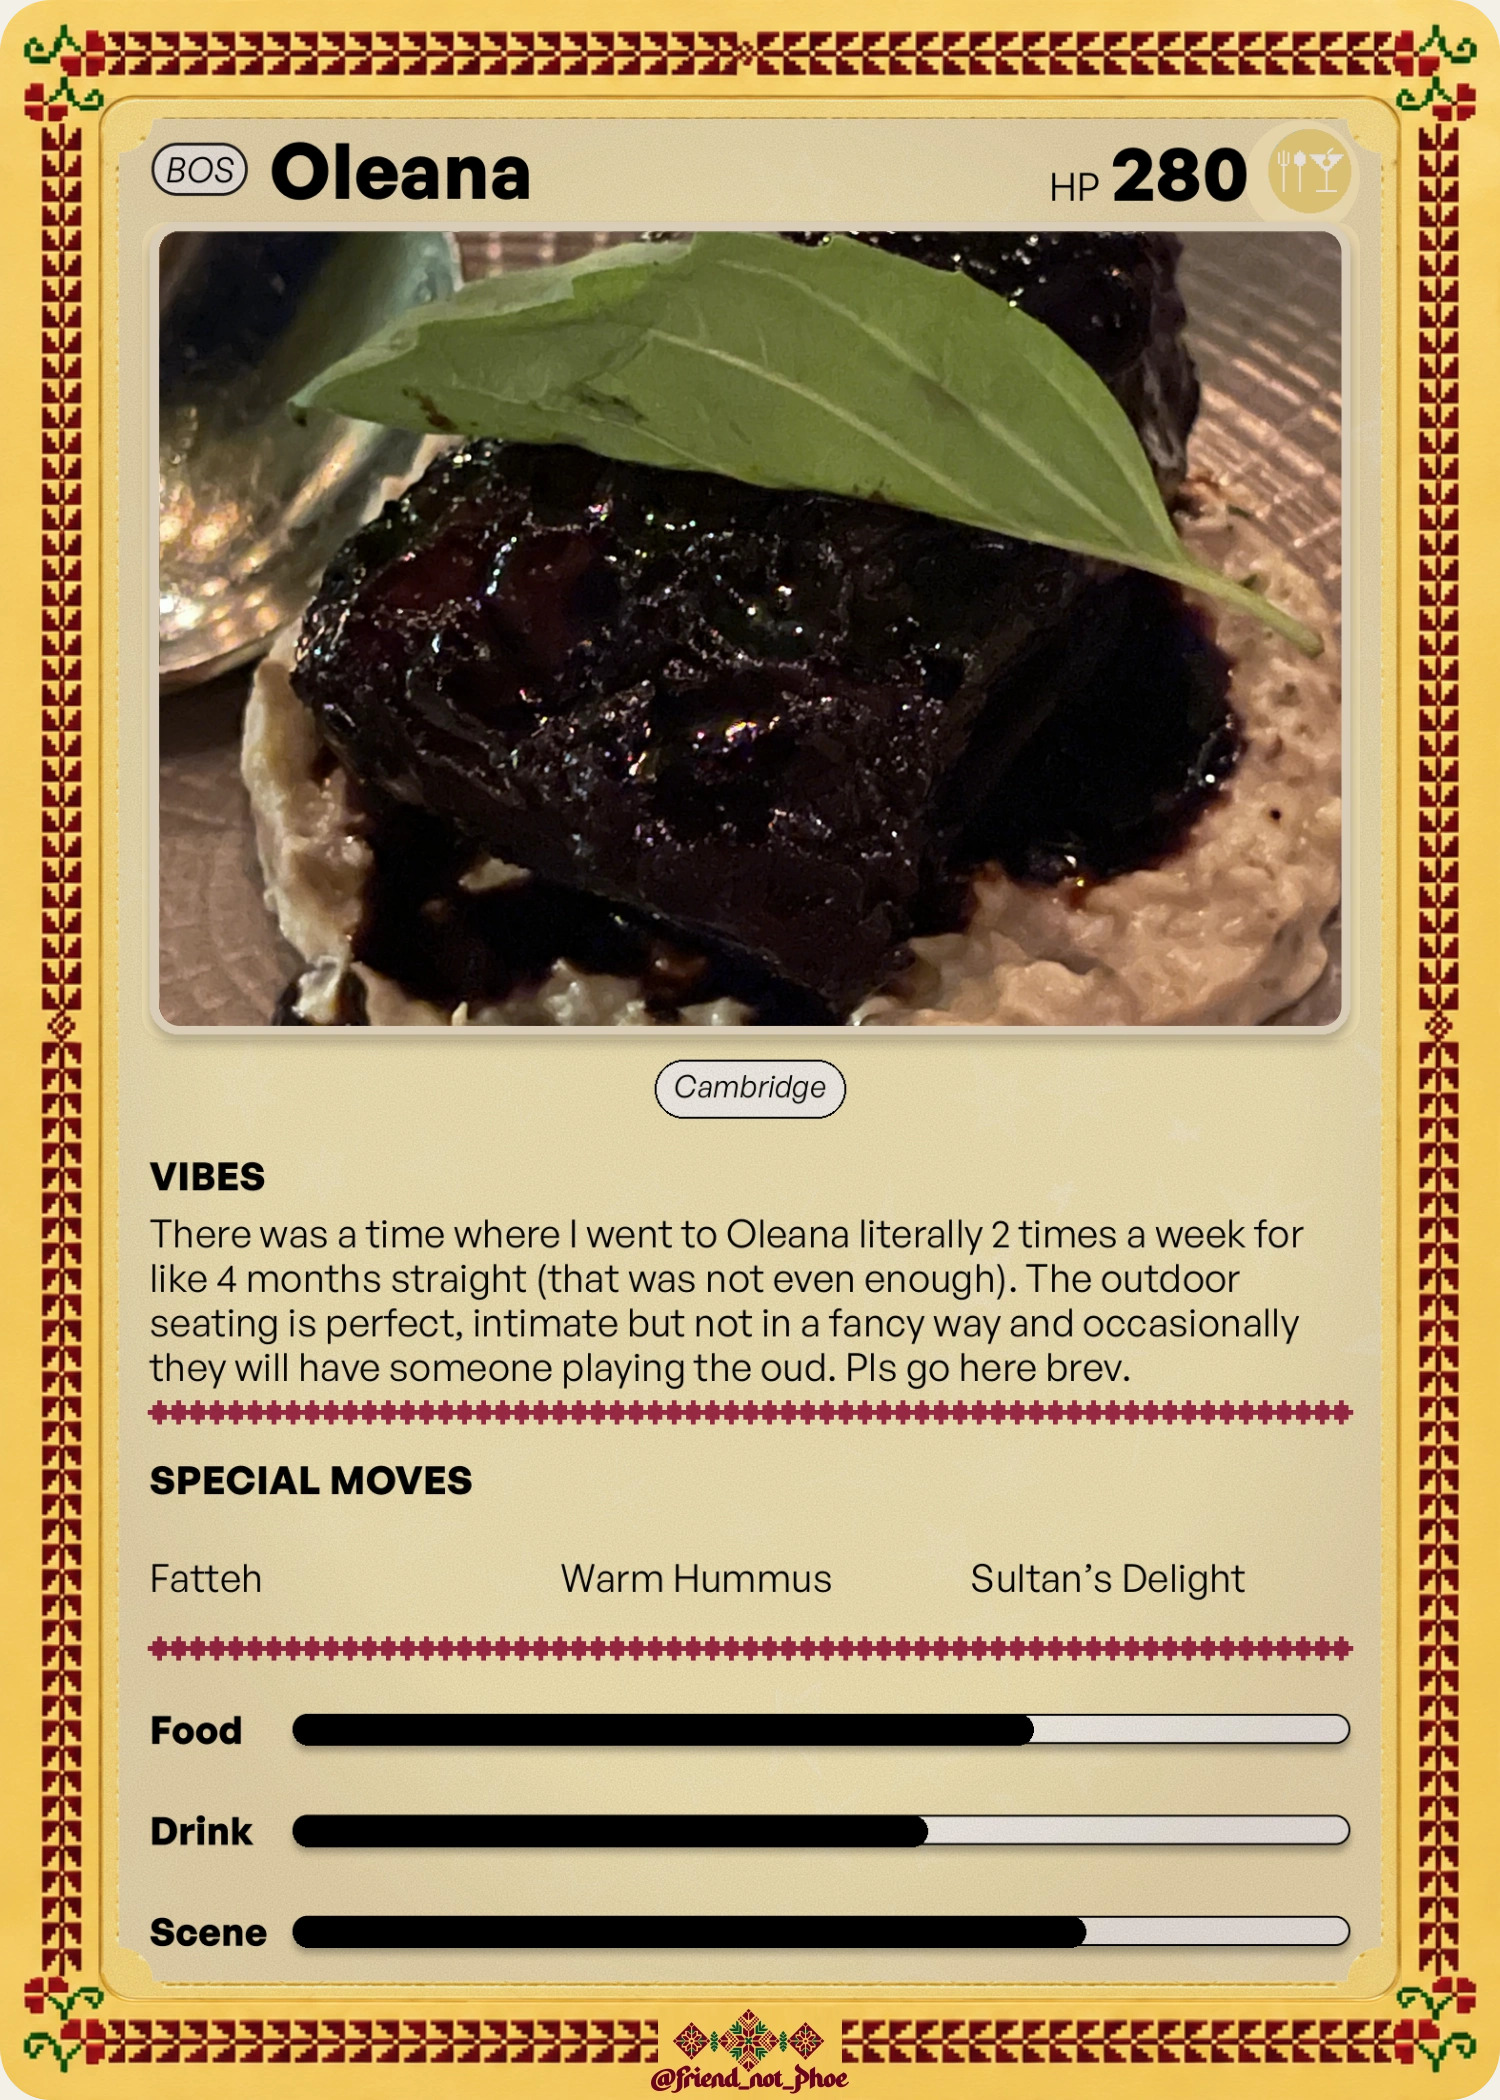 BOS Oleana HP 280
Cambridge
VIBES
There was a time where I went to Oleana literally 2 times a week for
like 4 months straight (that was not even enough). The outdoor
seating is perfect, intimate but not in a fancy way and occasionally
they will have someone playing the oud. Pls go here brev.
SPECIAL MOVES
Fatteh Warm Hummus Sultan’s Delight
Food
Drink
Scene
@friend_not_Phoe